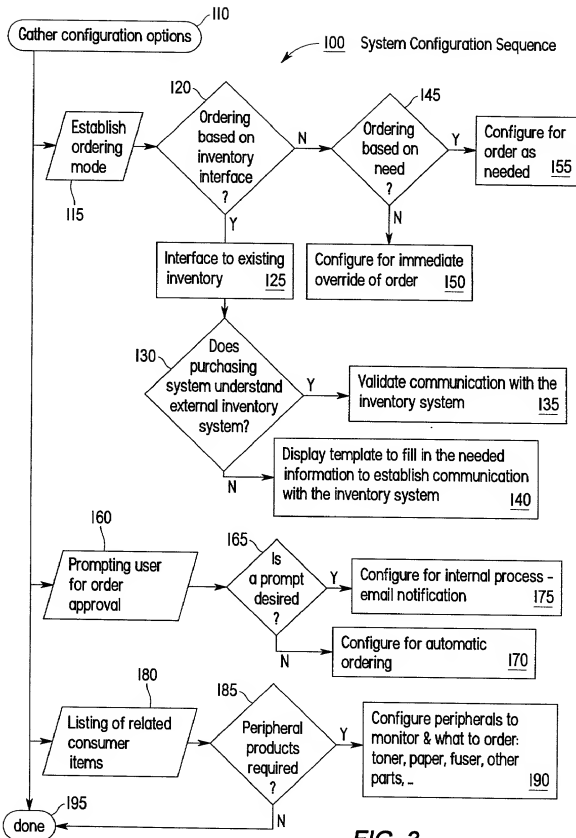 110
Gather configuration options
100 System Configuration Sequence
120
145
Establish
ordering
mode
115
Ordering
based on
inventory
interface
?
N
Y
Ordering
based on
need
?
Y
N
Configure for
order as
needed 155
Interface to existing
inventory 125
Configure for immediate
override of order 150
130
Does
purchasing
system understand
external inventory
system?
Y
N
Validate communication with the
inventory system 135
Display template to fill in the needed
information to establish communication
with the inventory system 140
160
Prompting user
for order
approval
165
Is
a prompt
desired
?
Y
N
Configure for internal process -
email notification 175
Configure for automatic
ordering 170
180
Listing of related
consumer
items
185
Peripheral
products
required
?
Y
N
Configure peripherals to
monitor & what to order:
toner, paper, fuser, other
parts, _ 190
195
done